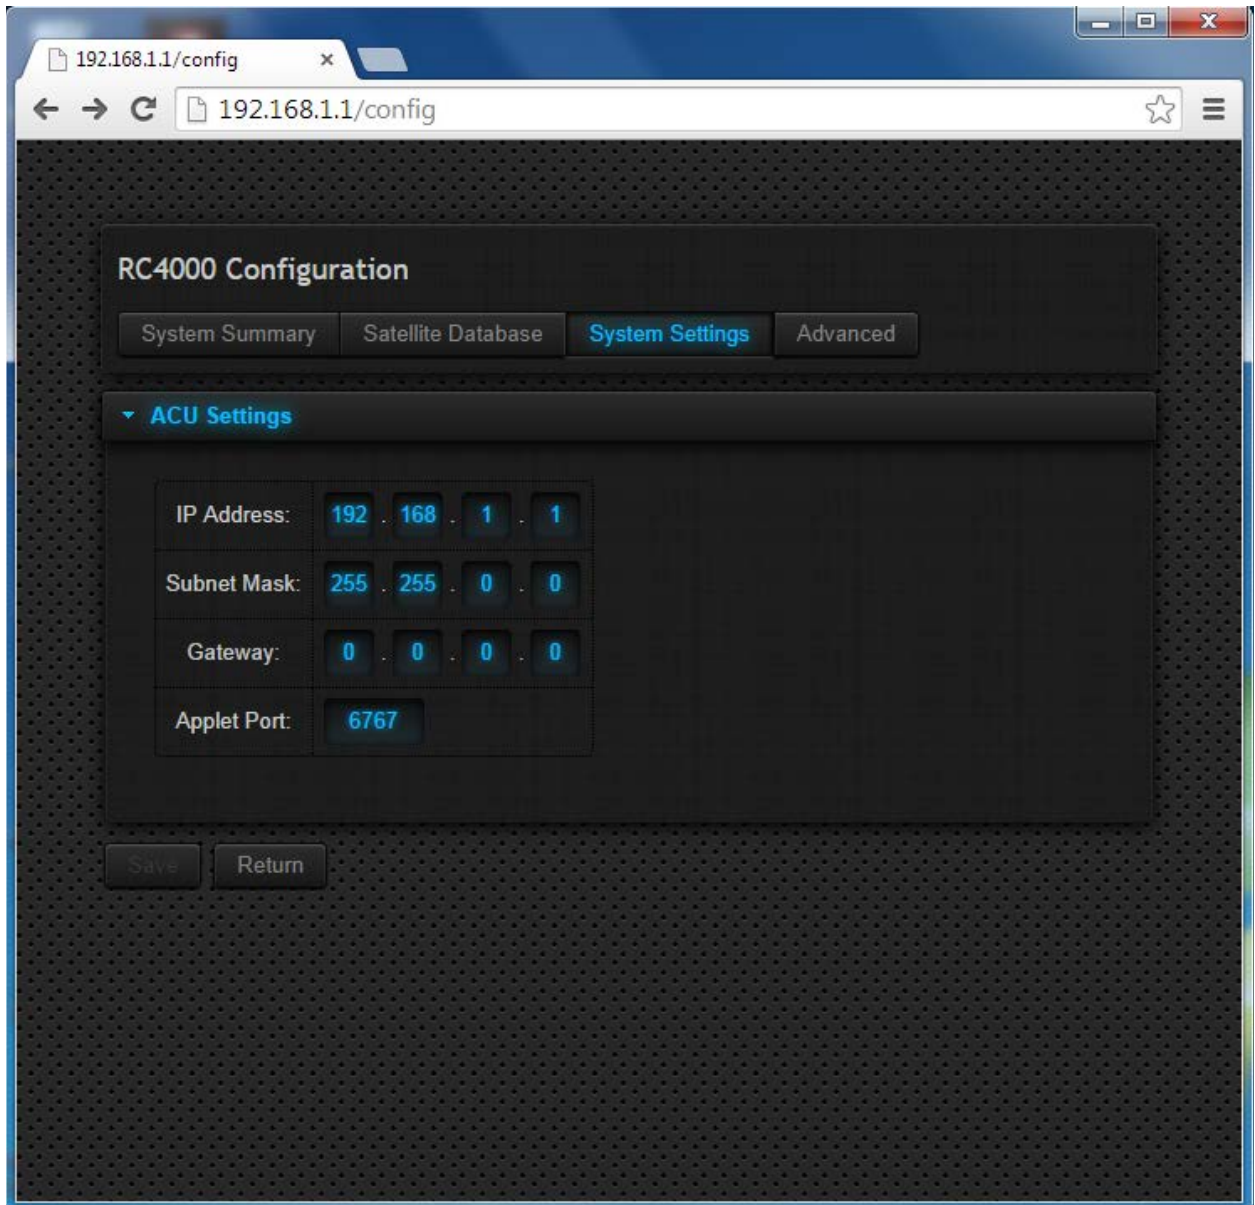 192.168.1.1/config
192.168.1.1/config
RC4000 Configuration
System Summary Satellite Database System Settings Advanced
ACU Settings
IP Address: 192 . 168 . 1 . 1
Subnet Mask: 255 . 255 . 0 . 0
Gateway: 0 . 0 . 0 . 0
Applet Port: 6767
Save Return